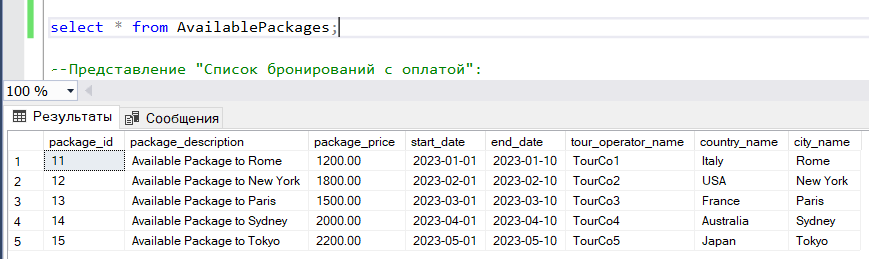 select * from AvailablePackages;
--Представление "Список бронирований с оплатой":
100 %
Результаты Сообщения
package_id package_description package_price start_date end_date tour_operator_name country_name city_name
1 11 Available Package to Rome 1200.00 2023-01-01 2023-01-10 TourCo1 Italy Rome
2 12 Available Package to New York 1800.00 2023-02-01 2023-02-10 TourCo2 USA New York
3 13 Available Package to Paris 1500.00 2023-03-01 2023-03-10 TourCo3 France Paris
4 14 Available Package to Sydney 2000.00 2023-04-01 2023-04-10 TourCo4 Australia Sydney
5 15 Available Package to Tokyo 2200.00 2023-05-01 2023-05-10 TourCo5 Japan Tokyo